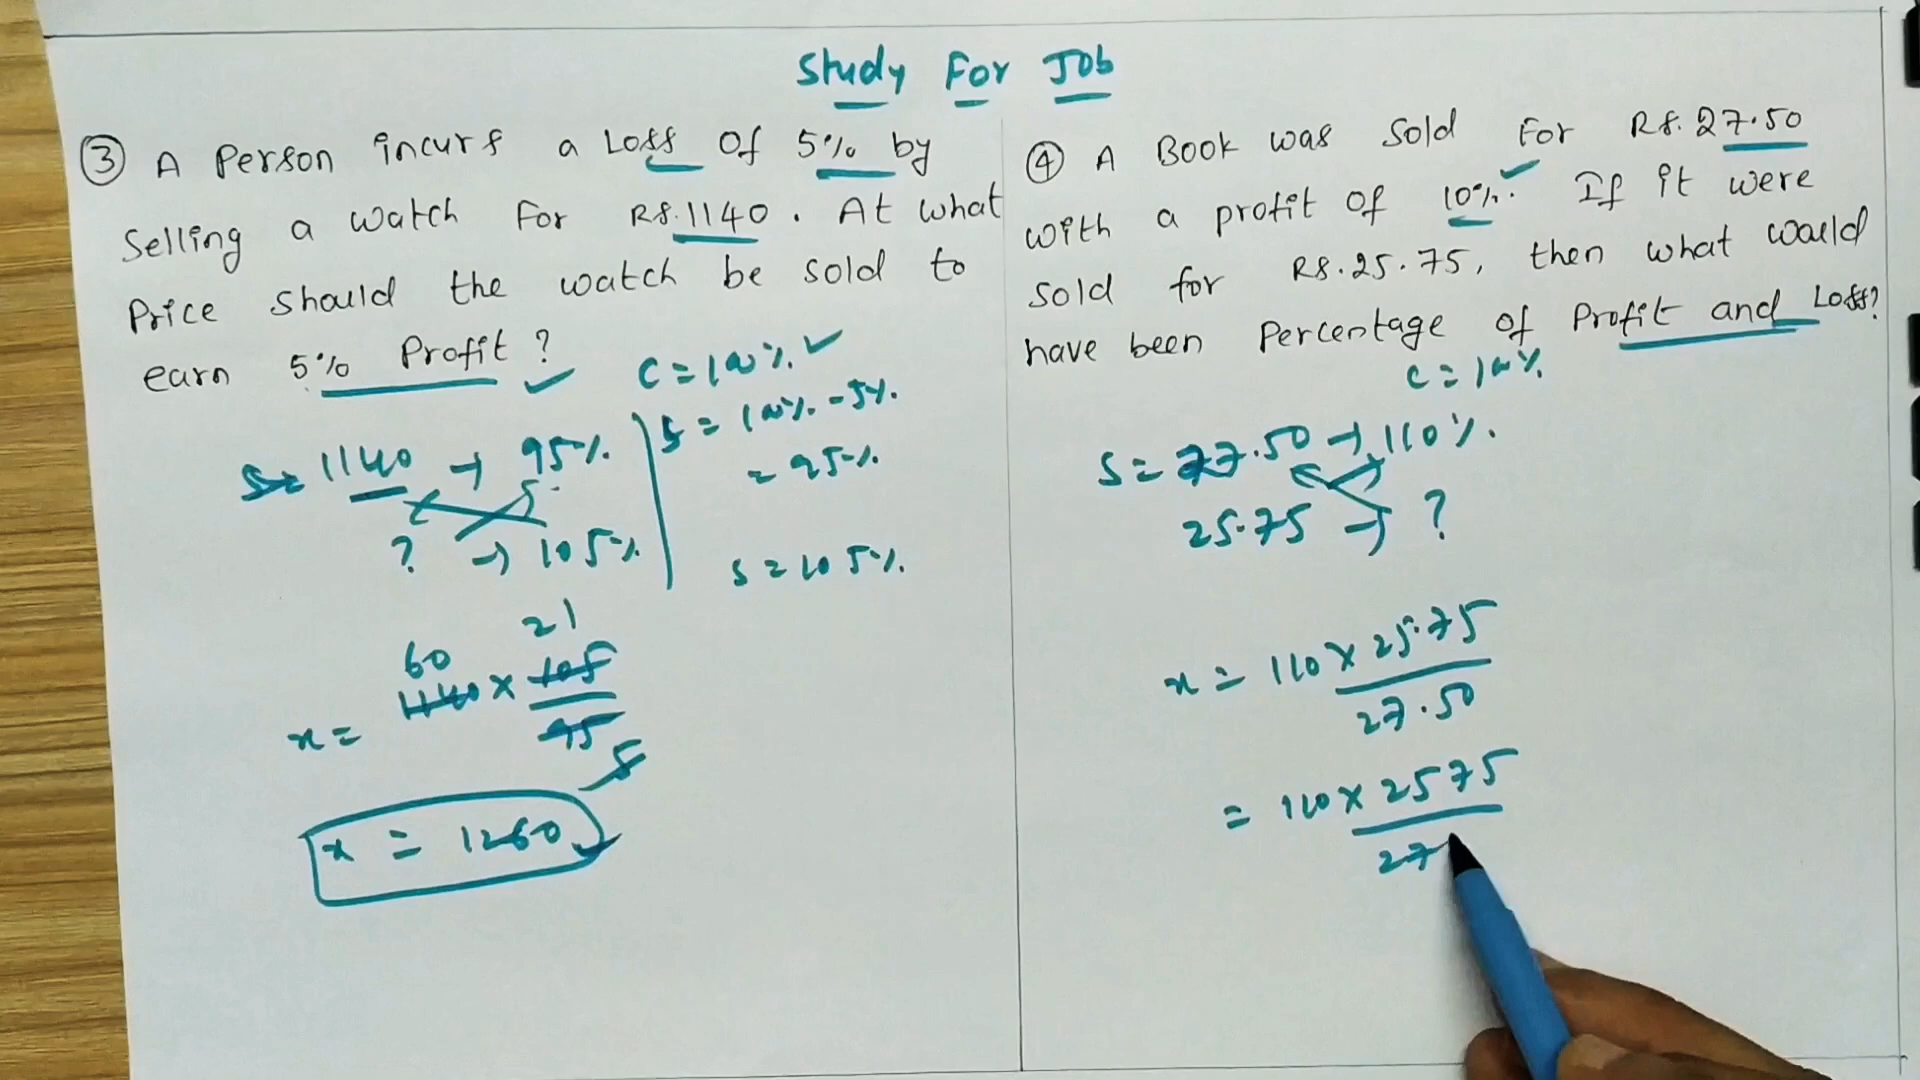 Study For Job
③ A Person incurs a Loss of 5% by
Selling a watch For RS.1140. At what
Price should the watch be sold to
earn 5% Profit?
C = 100%
S = 100% - 5%
= 95%
S = 105%
S = 1140 → 95%
? → 105%
60 21
x = 1140 × 105
95
5
x = 1260
④ A Book was sold For RS.27.50
with a profit of 10%. If it were
sold for RS.25.75, then what would
have been Percentage of Profit and Loss?
C = 100%
S = 27.50 → 110%.
25.75 → ?
x = 110 × 25.75
27.50
= 110 × 2575
27